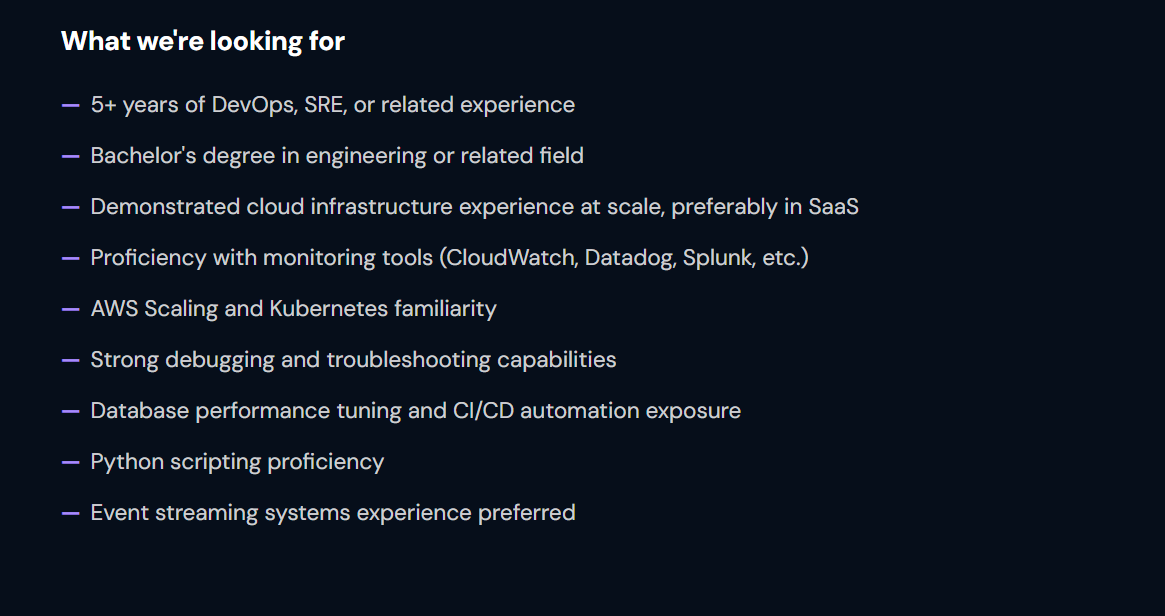 What we're looking for
— 5+ years of DevOps, SRE, or related experience
— Bachelor's degree in engineering or related field
— Demonstrated cloud infrastructure experience at scale, preferably in SaaS
— Proficiency with monitoring tools (CloudWatch, Datadog, Splunk, etc.)
— AWS Scaling and Kubernetes familiarity
— Strong debugging and troubleshooting capabilities
— Database performance tuning and CI/CD automation exposure
— Python scripting proficiency
— Event streaming systems experience preferred